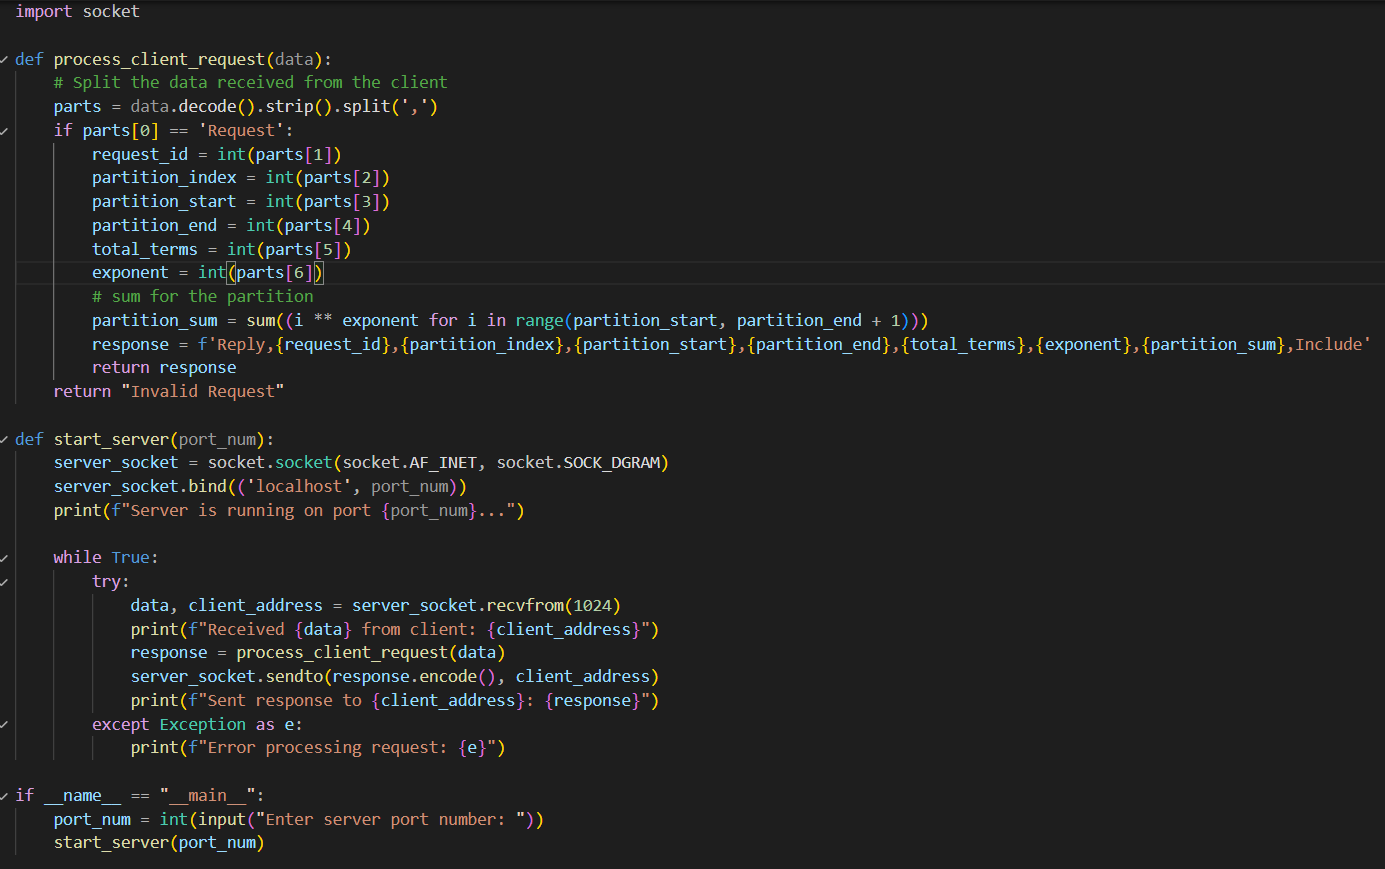 import socket

def process_client_request(data):
    # Split the data received from the client
    parts = data.decode().strip().split(',')
    if parts[0] == 'Request':
        request_id = int(parts[1])
        partition_index = int(parts[2])
        partition_start = int(parts[3])
        partition_end = int(parts[4])
        total_terms = int(parts[5])
        exponent = int(parts[6])
        # sum for the partition
        partition_sum = sum((i ** exponent for i in range(partition_start, partition_end + 1)))
        response = f'Reply,{request_id},{partition_index},{partition_start},{partition_end},{total_terms},{exponent},{partition_sum},Include'
        return response
    return "Invalid Request"

def start_server(port_num):
    server_socket = socket.socket(socket.AF_INET, socket.SOCK_DGRAM)
    server_socket.bind(('localhost', port_num))
    print(f"Server is running on port {port_num}...")

    while True:
        try:
            data, client_address = server_socket.recvfrom(1024)
            print(f"Received {data} from client: {client_address}")
            response = process_client_request(data)
            server_socket.sendto(response.encode(), client_address)
            print(f"Sent response to {client_address}: {response}")
        except Exception as e:
            print(f"Error processing request: {e}")

if __name__ == "__main__":
    port_num = int(input("Enter server port number: "))
    start_server(port_num)